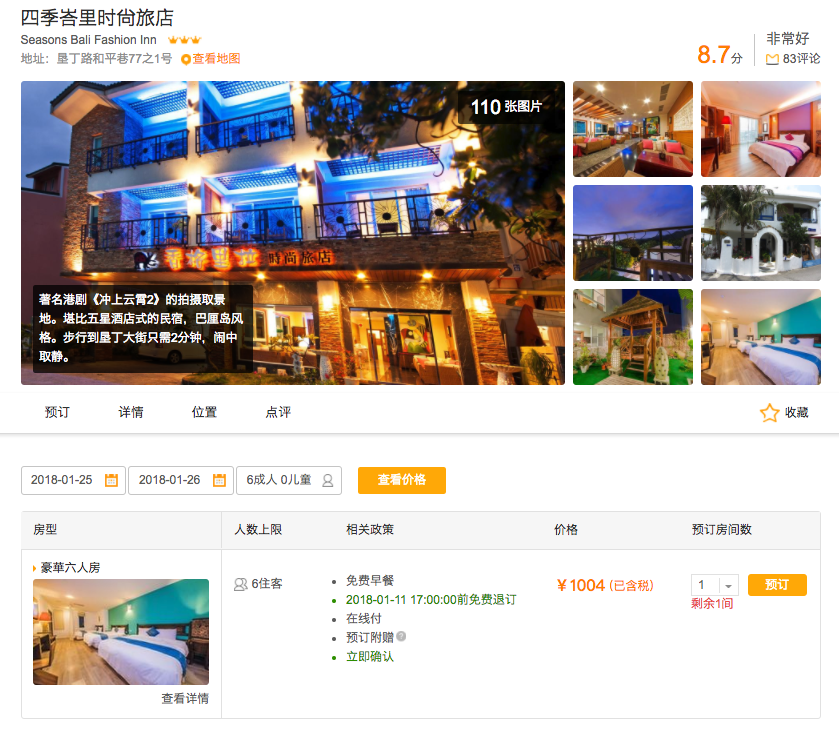 四季峇里时尚旅店
Seasons Bali Fashion Inn
地址：垦丁路和平巷77之1号 查看地图
8.7分
非常好
83评论
110张图片
時尚旅店
著名港剧《冲上云霄2》的拍摄取景
地。堪比五星酒店式的民宿，巴厘岛风
格。步行到垦丁大街只需2分钟，闹中
取静。
预订 详情 位置 点评 收藏
2018-01-25 2018-01-26 6成人 0儿童 查看价格
房型 人数上限 相关政策 价格 预订房间数
豪華六人房
6住客
免费早餐
2018-01-11 17:00:00前免费退订
在线付
预订附赠?
立即确认
￥1004 (已含税)
1 预订
剩余1间
查看详情